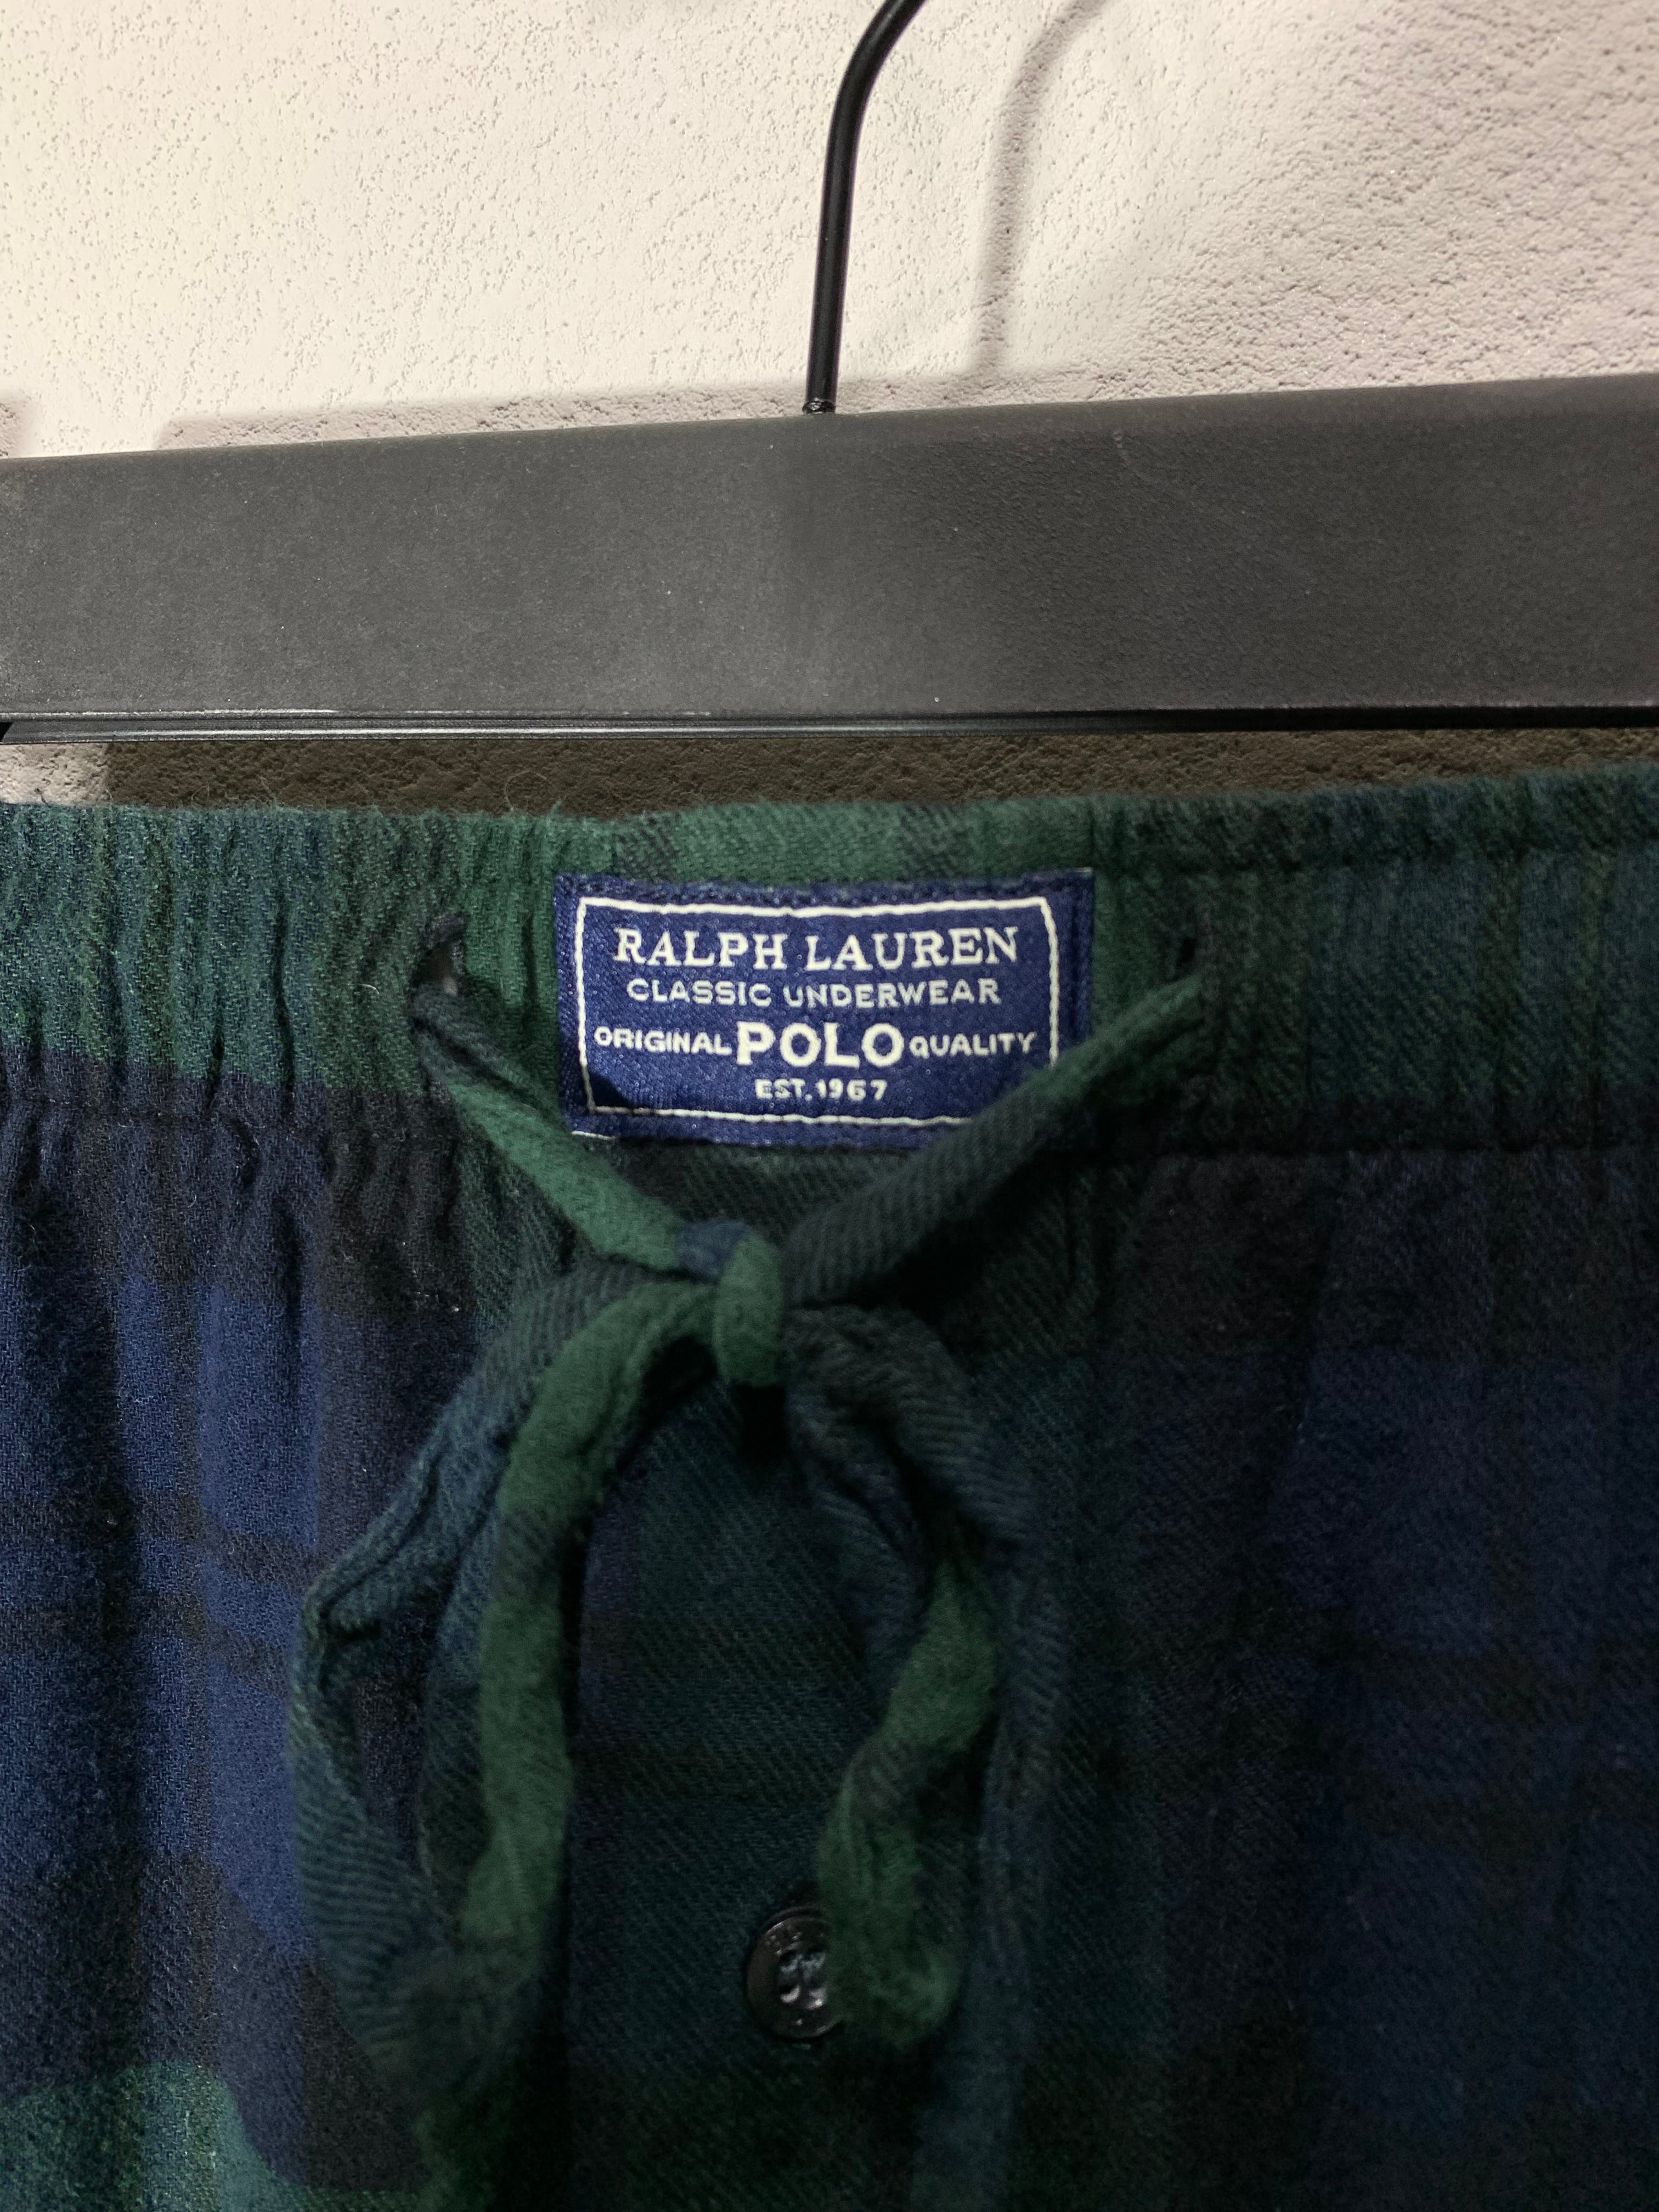 RALPH LAUREN
CLASSIC UNDERWEAR
ORIGINAL POLO QUALITY
EST. 1967